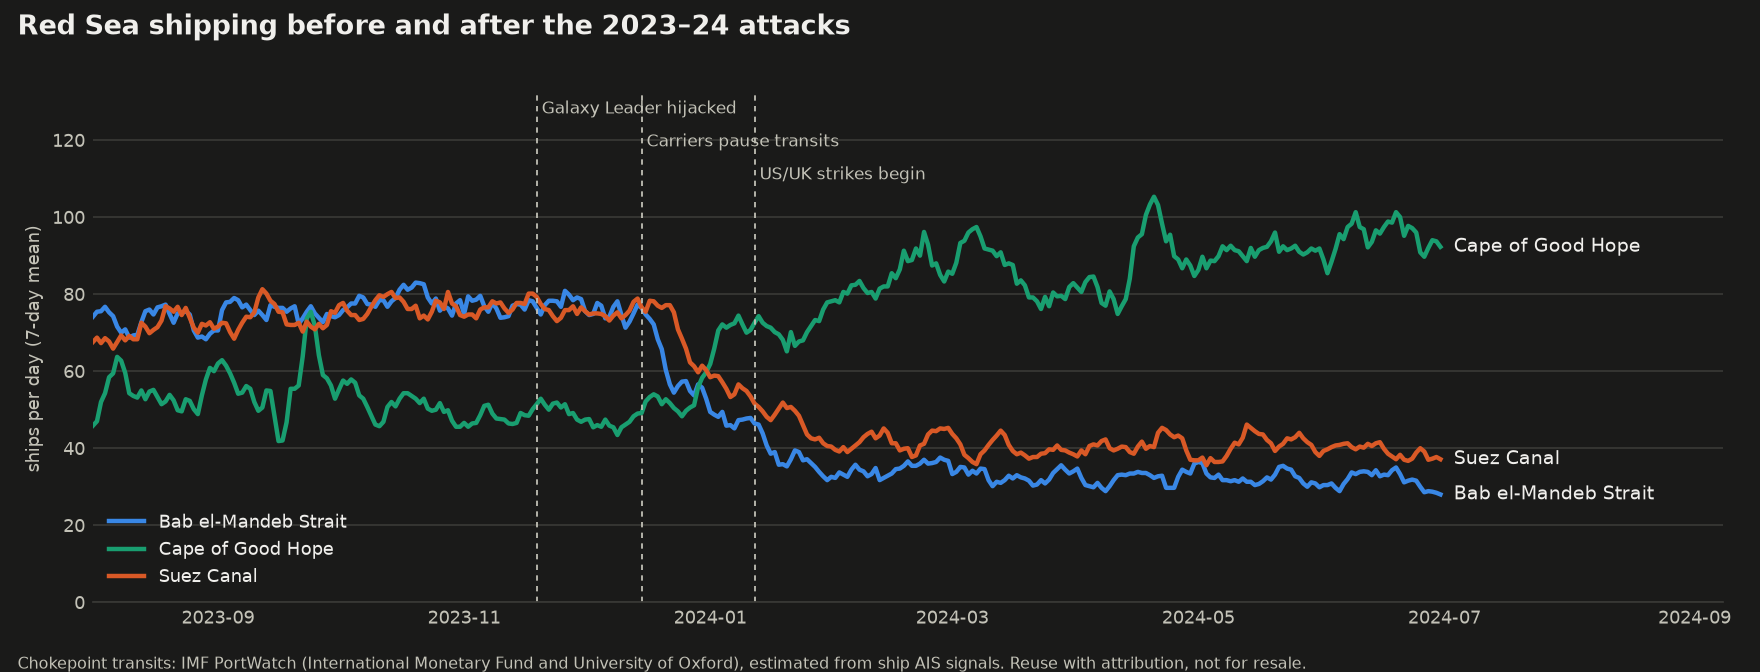 Red Sea shipping before and after the 2023–24 attacks
Galaxy Leader hijacked
Carriers pause transits
US/UK strikes begin
ships per day (7-day mean)
120
100
80
60
40
20
0
Cape of Good Hope
Suez Canal
Bab el-Mandeb Strait
Bab el-Mandeb Strait
Cape of Good Hope
Suez Canal
2023-09
2023-11
2024-01
2024-03
2024-05
2024-07
2024-09
Chokepoint transits: IMF PortWatch (International Monetary Fund and University of Oxford), estimated from ship AIS signals. Reuse with attribution, not for resale.